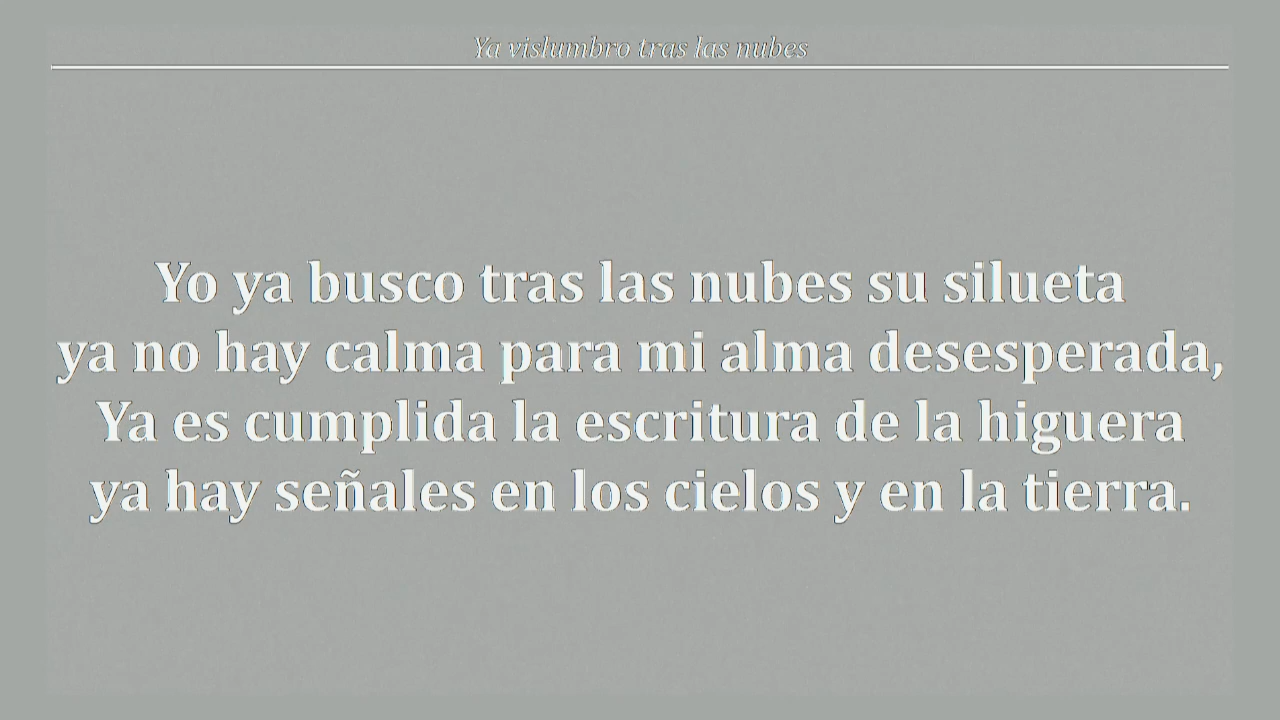 Ya vislumbro tras las nubes
Yo ya busco tras las nubes su silueta
ya no hay calma para mi alma desesperada,
Ya es cumplida la escritura de la higuera
ya hay señales en los cielos y en la tierra.